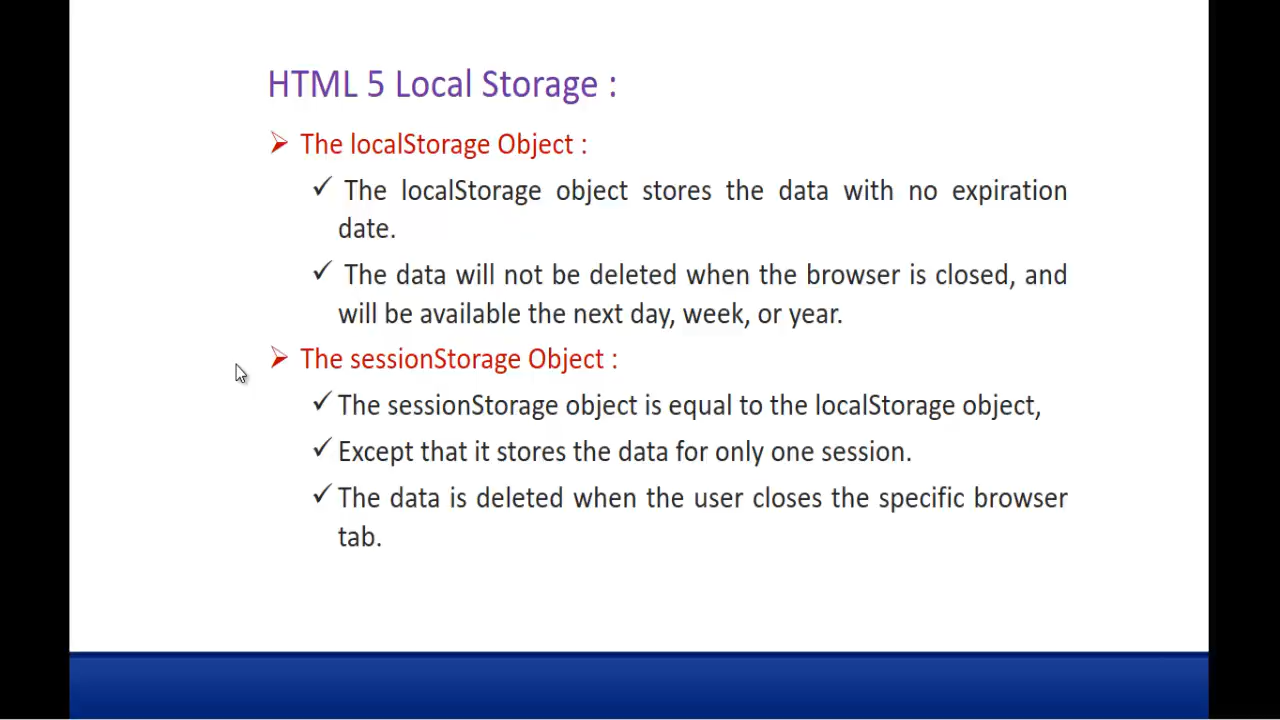 HTML 5 Local Storage :
The localStorage Object :
The localStorage object stores the data with no expiration
date.
The data will not be deleted when the browser is closed, and
will be available the next day, week, or year.
The sessionStorage Object :
The sessionStorage object is equal to the localStorage object,
Except that it stores the data for only one session.
The data is deleted when the user closes the specific browser
tab.